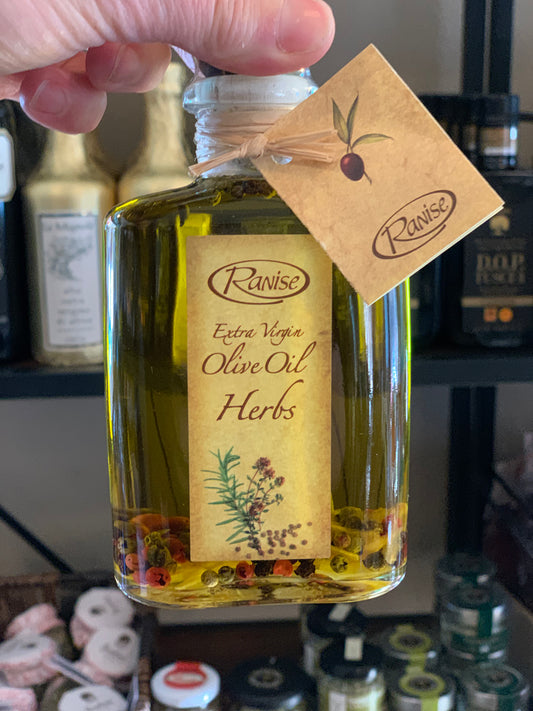 Ranise
Ranise
Extra Virgin
Olive Oil
Herbs
D.O.P.